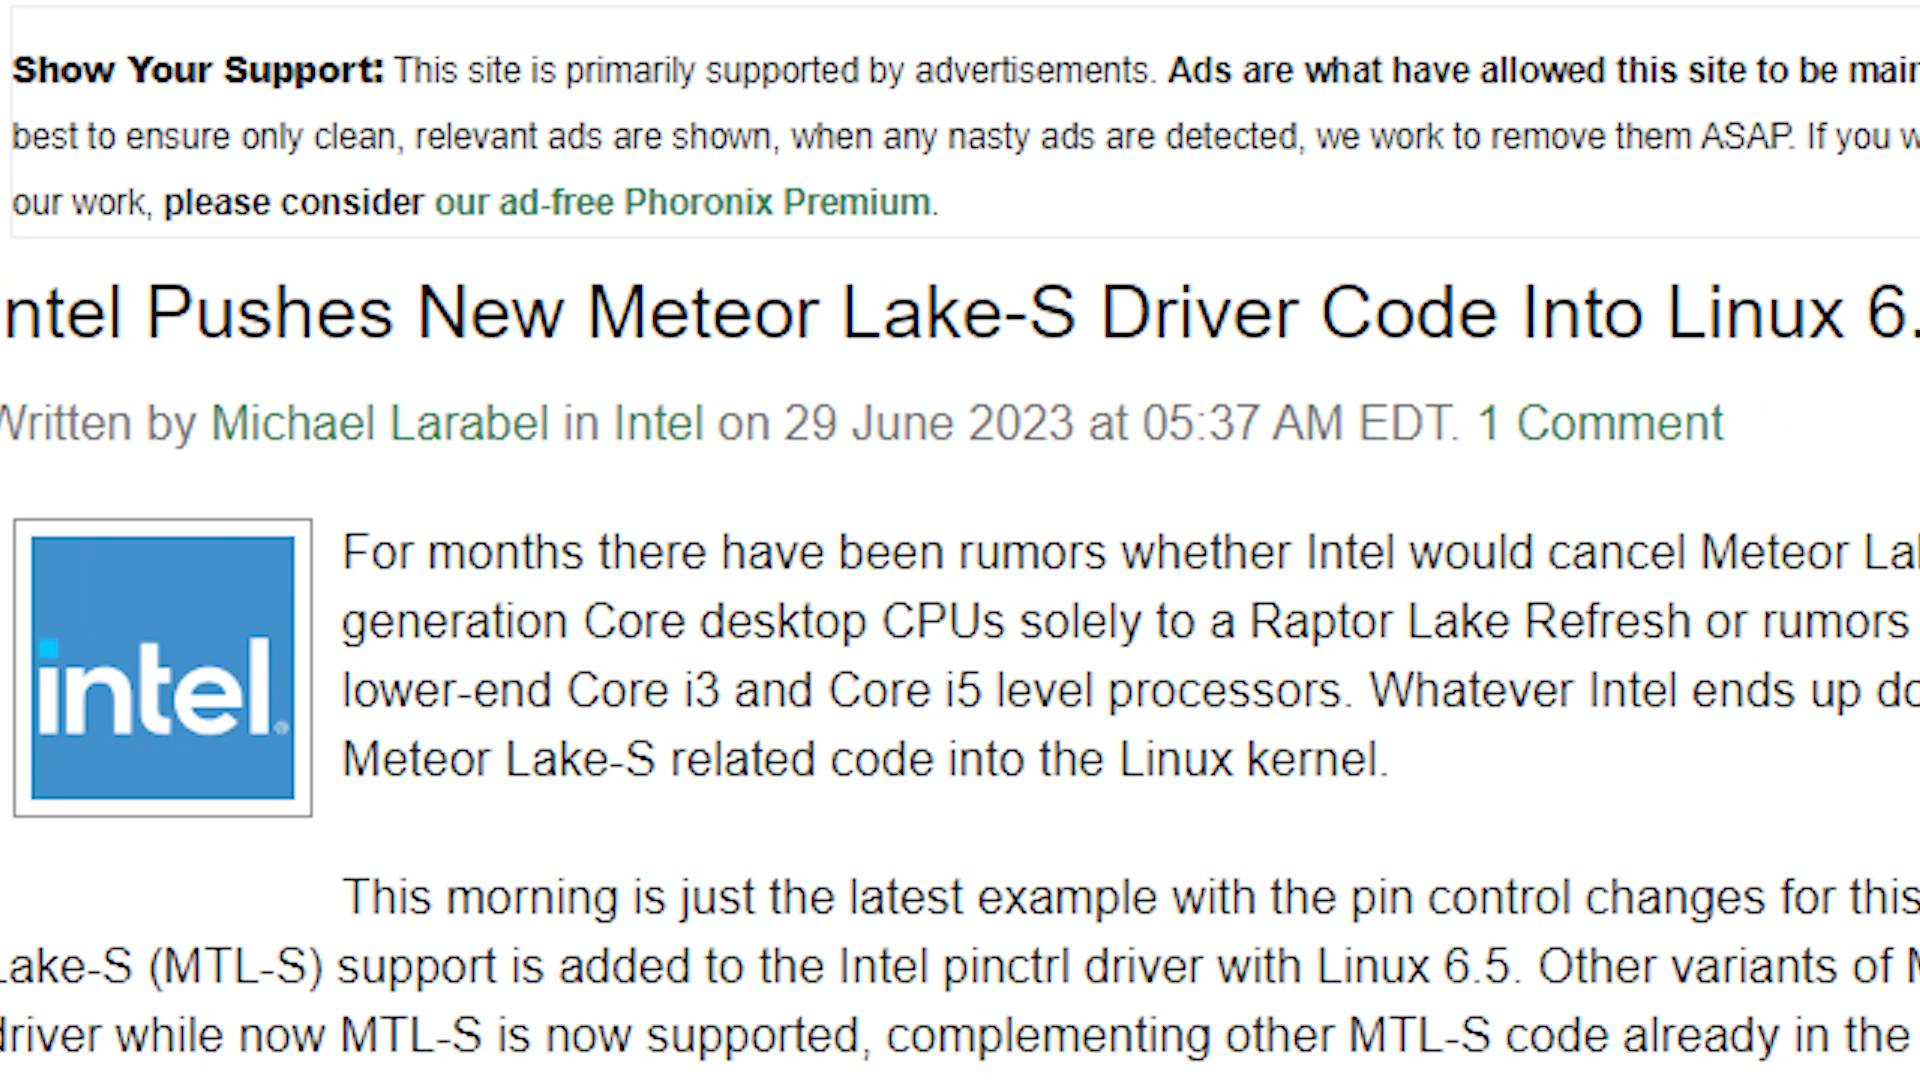 Show Your Support: This site is primarily supported by advertisements. Ads are what have allowed this site to be main
best to ensure only clean, relevant ads are shown, when any nasty ads are detected, we work to remove them ASAP. If you w
our work, please consider our ad-free Phoronix Premium.
ntel Pushes New Meteor Lake-S Driver Code Into Linux 6.
Written by Michael Larabel in Intel on 29 June 2023 at 05:37 AM EDT. 1 Comment
intel
For months there have been rumors whether Intel would cancel Meteor Lak
generation Core desktop CPUs solely to a Raptor Lake Refresh or rumors
lower-end Core i3 and Core i5 level processors. Whatever Intel ends up do
Meteor Lake-S related code into the Linux kernel.
This morning is just the latest example with the pin control changes for this
Lake-S (MTL-S) support is added to the Intel pinctrl driver with Linux 6.5. Other variants of M
driver while now MTL-S is now supported, complementing other MTL-S code already in the